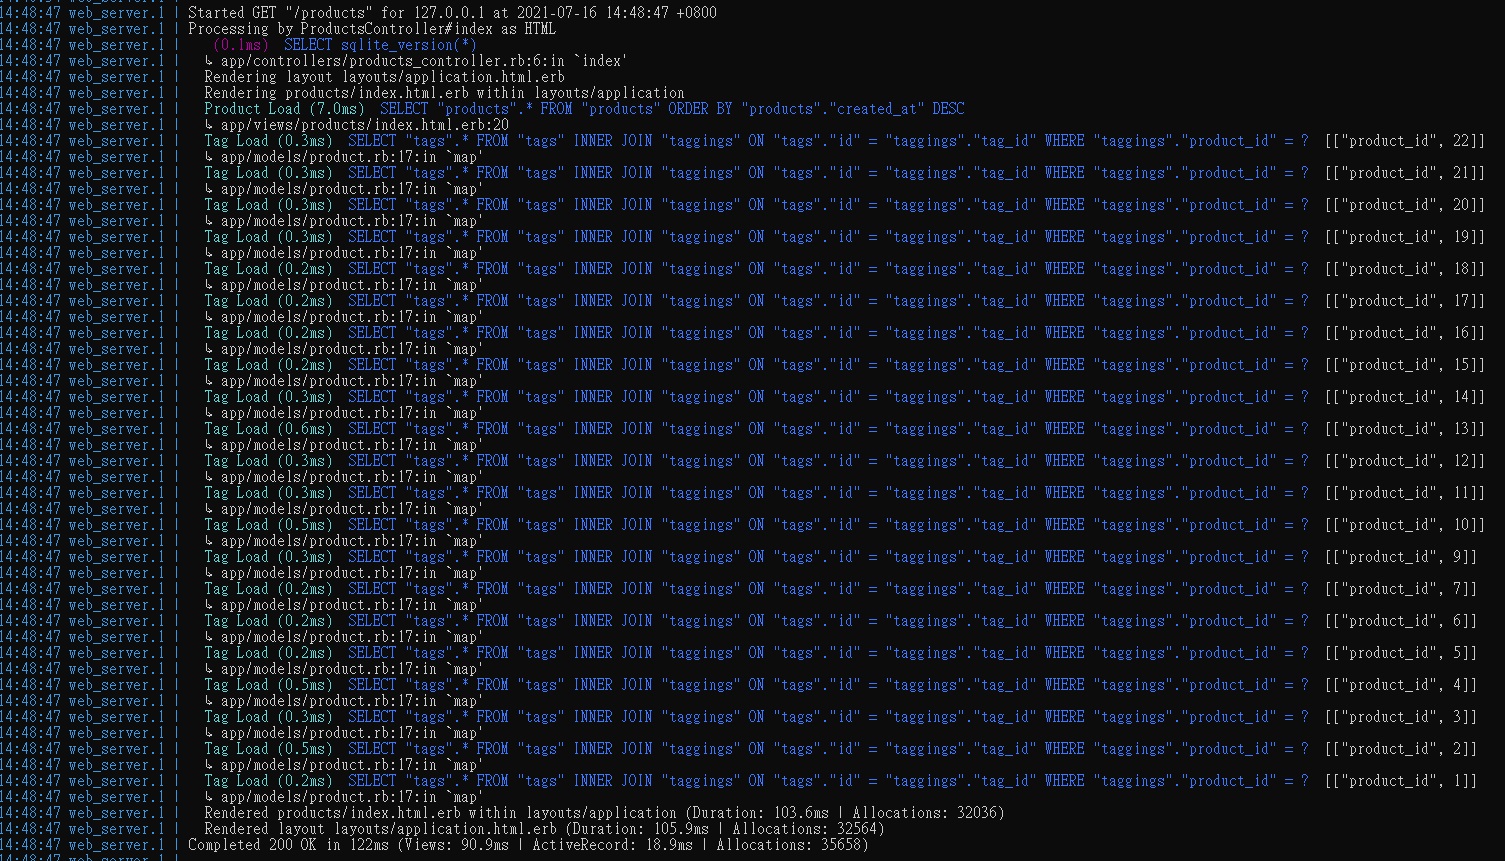 14:48:47 web_server.1 | Started GET "/products" for 127.0.0.1 at 2021-07-16 14:48:47 +0800
14:48:47 web_server.1 | Processing by ProductsController#index as HTML
14:48:47 web_server.1 | (0.1ms) SELECT sqlite_version(*)
14:48:47 web_server.1 | ↳ app/controllers/products_controller.rb:6:in `index'
14:48:47 web_server.1 | Rendering layout layouts/application.html.erb
14:48:47 web_server.1 | Rendering products/index.html.erb within layouts/application
14:48:47 web_server.1 | Product Load (7.0ms) SELECT "products".* FROM "products" ORDER BY "products"."created_at" DESC
14:48:47 web_server.1 | ↳ app/views/products/index.html.erb:20
14:48:47 web_server.1 | Tag Load (0.3ms) SELECT "tags".* FROM "tags" INNER JOIN "taggings" ON "tags"."id" = "taggings"."tag_id" WHERE "taggings"."product_id" = ? [["product_id", 22]]
14:48:47 web_server.1 | ↳ app/models/product.rb:17:in `map'
14:48:47 web_server.1 | Tag Load (0.3ms) SELECT "tags".* FROM "tags" INNER JOIN "taggings" ON "tags"."id" = "taggings"."tag_id" WHERE "taggings"."product_id" = ? [["product_id", 21]]
14:48:47 web_server.1 | ↳ app/models/product.rb:17:in `map'
14:48:47 web_server.1 | Tag Load (0.3ms) SELECT "tags".* FROM "tags" INNER JOIN "taggings" ON "tags"."id" = "taggings"."tag_id" WHERE "taggings"."product_id" = ? [["product_id", 20]]
14:48:47 web_server.1 | ↳ app/models/product.rb:17:in `map'
14:48:47 web_server.1 | Tag Load (0.3ms) SELECT "tags".* FROM "tags" INNER JOIN "taggings" ON "tags"."id" = "taggings"."tag_id" WHERE "taggings"."product_id" = ? [["product_id", 19]]
14:48:47 web_server.1 | ↳ app/models/product.rb:17:in `map'
14:48:47 web_server.1 | Tag Load (0.2ms) SELECT "tags".* FROM "tags" INNER JOIN "taggings" ON "tags"."id" = "taggings"."tag_id" WHERE "taggings"."product_id" = ? [["product_id", 18]]
14:48:47 web_server.1 | ↳ app/models/product.rb:17:in `map'
14:48:47 web_server.1 | Tag Load (0.2ms) SELECT "tags".* FROM "tags" INNER JOIN "taggings" ON "tags"."id" = "taggings"."tag_id" WHERE "taggings"."product_id" = ? [["product_id", 17]]
14:48:47 web_server.1 | ↳ app/models/product.rb:17:in `map'
14:48:47 web_server.1 | Tag Load (0.2ms) SELECT "tags".* FROM "tags" INNER JOIN "taggings" ON "tags"."id" = "taggings"."tag_id" WHERE "taggings"."product_id" = ? [["product_id", 16]]
14:48:47 web_server.1 | ↳ app/models/product.rb:17:in `map'
14:48:47 web_server.1 | Tag Load (0.2ms) SELECT "tags".* FROM "tags" INNER JOIN "taggings" ON "tags"."id" = "taggings"."tag_id" WHERE "taggings"."product_id" = ? [["product_id", 15]]
14:48:47 web_server.1 | ↳ app/models/product.rb:17:in `map'
14:48:47 web_server.1 | Tag Load (0.3ms) SELECT "tags".* FROM "tags" INNER JOIN "taggings" ON "tags"."id" = "taggings"."tag_id" WHERE "taggings"."product_id" = ? [["product_id", 14]]
14:48:47 web_server.1 | ↳ app/models/product.rb:17:in `map'
14:48:47 web_server.1 | Tag Load (0.6ms) SELECT "tags".* FROM "tags" INNER JOIN "taggings" ON "tags"."id" = "taggings"."tag_id" WHERE "taggings"."product_id" = ? [["product_id", 13]]
14:48:47 web_server.1 | ↳ app/models/product.rb:17:in `map'
14:48:47 web_server.1 | Tag Load (0.3ms) SELECT "tags".* FROM "tags" INNER JOIN "taggings" ON "tags"."id" = "taggings"."tag_id" WHERE "taggings"."product_id" = ? [["product_id", 12]]
14:48:47 web_server.1 | ↳ app/models/product.rb:17:in `map'
14:48:47 web_server.1 | Tag Load (0.3ms) SELECT "tags".* FROM "tags" INNER JOIN "taggings" ON "tags"."id" = "taggings"."tag_id" WHERE "taggings"."product_id" = ? [["product_id", 11]]
14:48:47 web_server.1 | ↳ app/models/product.rb:17:in `map'
14:48:47 web_server.1 | Tag Load (0.5ms) SELECT "tags".* FROM "tags" INNER JOIN "taggings" ON "tags"."id" = "taggings"."tag_id" WHERE "taggings"."product_id" = ? [["product_id", 10]]
14:48:47 web_server.1 | ↳ app/models/product.rb:17:in `map'
14:48:47 web_server.1 | Tag Load (0.3ms) SELECT "tags".* FROM "tags" INNER JOIN "taggings" ON "tags"."id" = "taggings"."tag_id" WHERE "taggings"."product_id" = ? [["product_id", 9]]
14:48:47 web_server.1 | ↳ app/models/product.rb:17:in `map'
14:48:47 web_server.1 | Tag Load (0.2ms) SELECT "tags".* FROM "tags" INNER JOIN "taggings" ON "tags"."id" = "taggings"."tag_id" WHERE "taggings"."product_id" = ? [["product_id", 7]]
14:48:47 web_server.1 | ↳ app/models/product.rb:17:in `map'
14:48:47 web_server.1 | Tag Load (0.2ms) SELECT "tags".* FROM "tags" INNER JOIN "taggings" ON "tags"."id" = "taggings"."tag_id" WHERE "taggings"."product_id" = ? [["product_id", 6]]
14:48:47 web_server.1 | ↳ app/models/product.rb:17:in `map'
14:48:47 web_server.1 | Tag Load (0.2ms) SELECT "tags".* FROM "tags" INNER JOIN "taggings" ON "tags"."id" = "taggings"."tag_id" WHERE "taggings"."product_id" = ? [["product_id", 5]]
14:48:47 web_server.1 | ↳ app/models/product.rb:17:in `map'
14:48:47 web_server.1 | Tag Load (0.5ms) SELECT "tags".* FROM "tags" INNER JOIN "taggings" ON "tags"."id" = "taggings"."tag_id" WHERE "taggings"."product_id" = ? [["product_id", 4]]
14:48:47 web_server.1 | ↳ app/models/product.rb:17:in `map'
14:48:47 web_server.1 | Tag Load (0.3ms) SELECT "tags".* FROM "tags" INNER JOIN "taggings" ON "tags"."id" = "taggings"."tag_id" WHERE "taggings"."product_id" = ? [["product_id", 3]]
14:48:47 web_server.1 | ↳ app/models/product.rb:17:in `map'
14:48:47 web_server.1 | Tag Load (0.5ms) SELECT "tags".* FROM "tags" INNER JOIN "taggings" ON "tags"."id" = "taggings"."tag_id" WHERE "taggings"."product_id" = ? [["product_id", 2]]
14:48:47 web_server.1 | ↳ app/models/product.rb:17:in `map'
14:48:47 web_server.1 | Tag Load (0.2ms) SELECT "tags".* FROM "tags" INNER JOIN "taggings" ON "tags"."id" = "taggings"."tag_id" WHERE "taggings"."product_id" = ? [["product_id", 1]]
14:48:47 web_server.1 | ↳ app/models/product.rb:17:in `map'
14:48:47 web_server.1 | Rendered products/index.html.erb within layouts/application (Duration: 103.6ms | Allocations: 32036)
14:48:47 web_server.1 | Rendered layout layouts/application.html.erb (Duration: 105.9ms | Allocations: 32564)
14:48:47 web_server.1 | Completed 200 OK in 122ms (Views: 90.9ms | ActiveRecord: 18.9ms | Allocations: 35658)